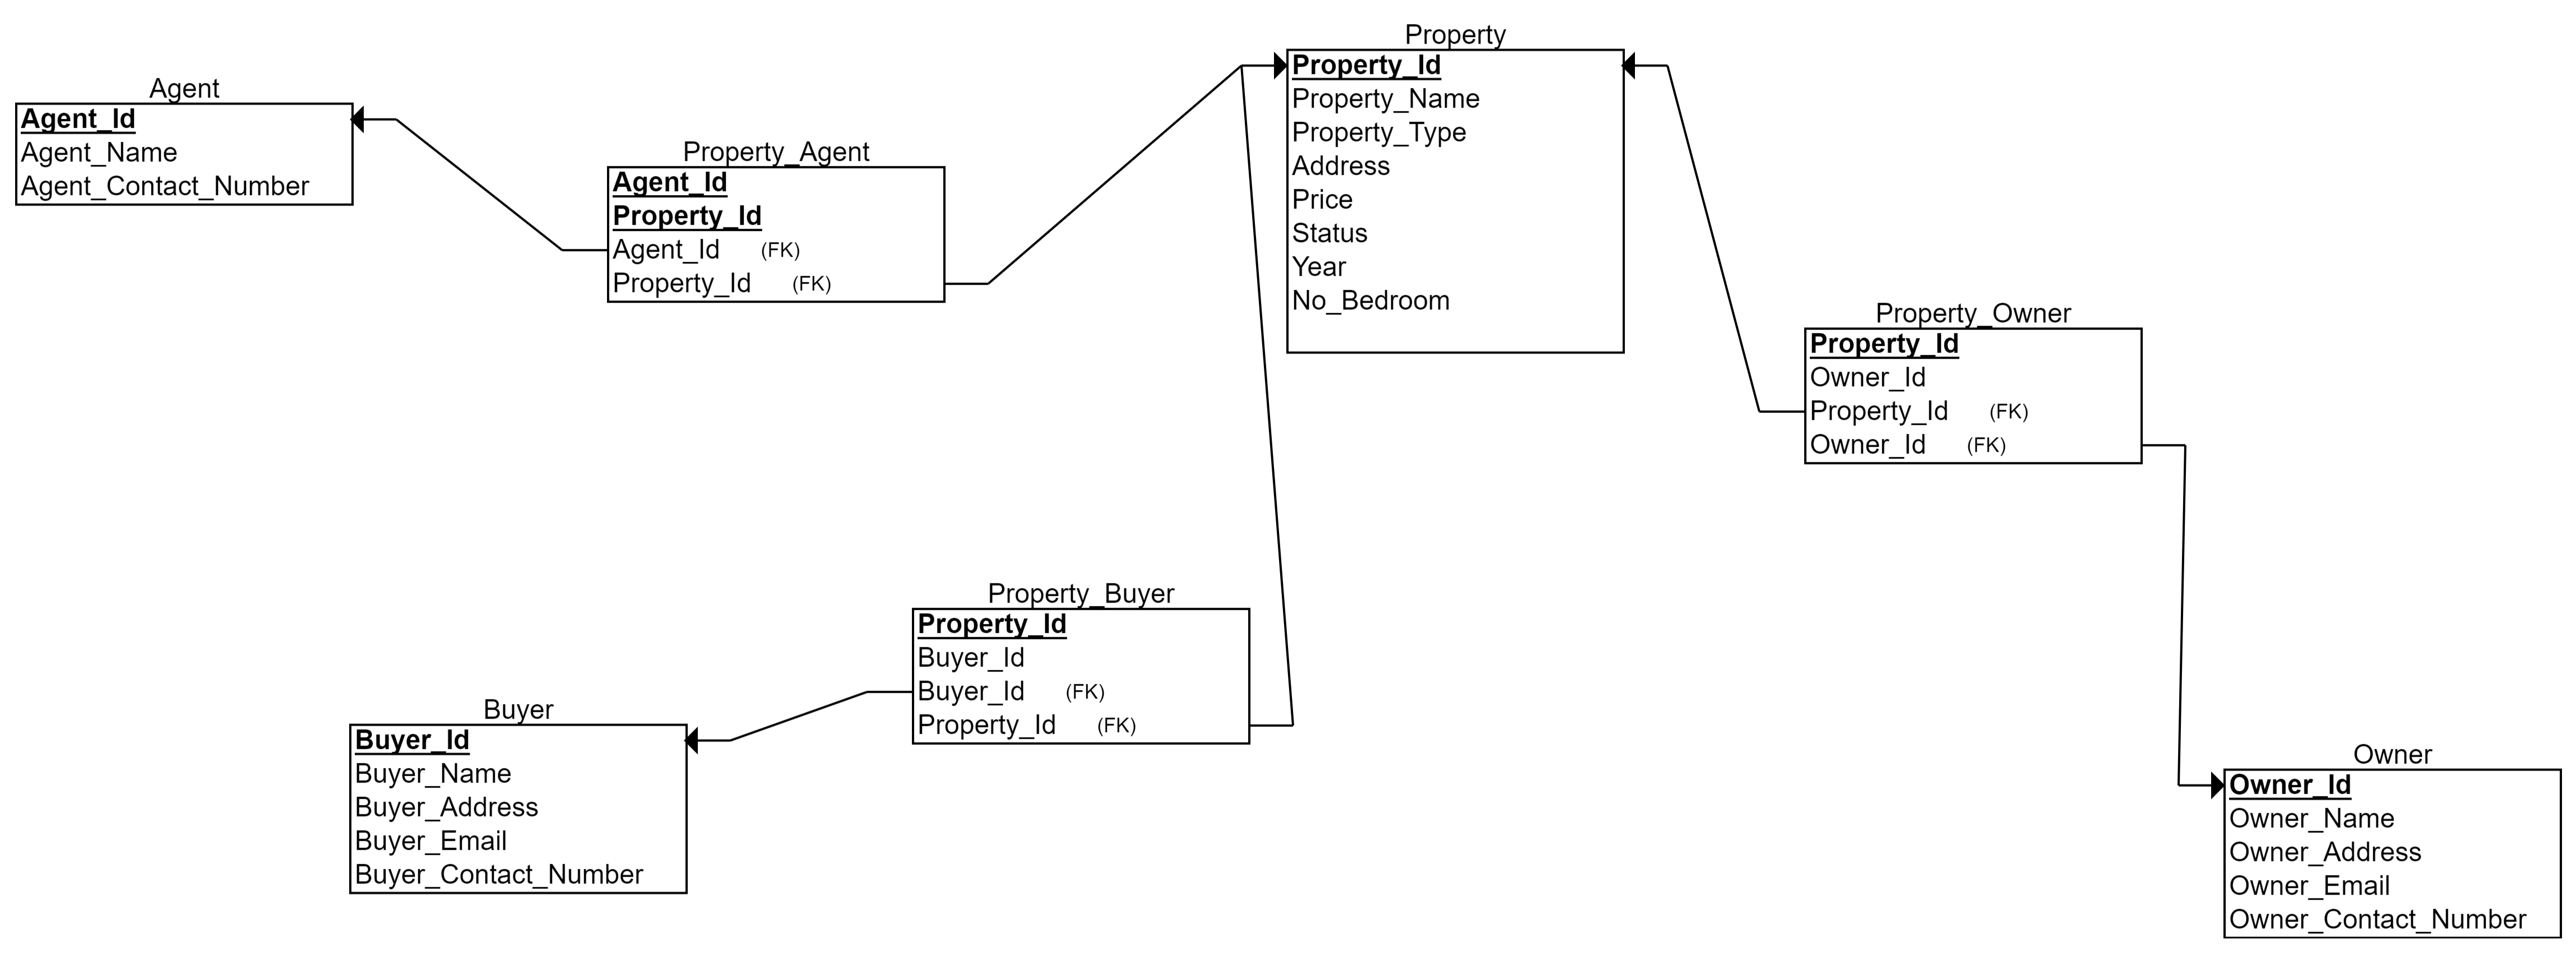 Agent
Agent_Id
Agent_Name
Agent_Contact_Number
Property_Agent
Agent_Id
Property_Id
Agent_Id (FK)
Property_Id (FK)
Property
Property_Id
Property_Name
Property_Type
Address
Price
Status
Year
No_Bedroom
Property_Owner
Property_Id
Owner_Id
Property_Id (FK)
Owner_Id (FK)
Property_Buyer
Property_Id
Buyer_Id
Buyer_Id (FK)
Property_Id (FK)
Buyer
Buyer_Id
Buyer_Name
Buyer_Address
Buyer_Email
Buyer_Contact_Number
Owner
Owner_Id
Owner_Name
Owner_Address
Owner_Email
Owner_Contact_Number